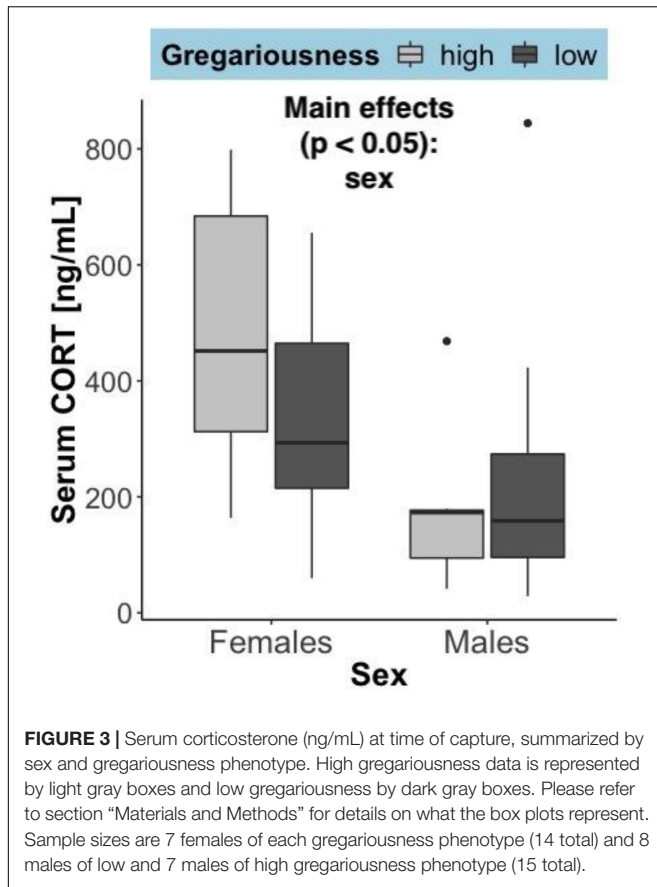 Gregariousness high low
Main effects
(p < 0.05):
sex
800
600
400
200
0
Serum CORT [ng/mL]
Females Males
Sex
FIGURE 3 | Serum corticosterone (ng/mL) at time of capture, summarized by
sex and gregariousness phenotype. High gregariousness data is represented
by light gray boxes and low gregariousness by dark gray boxes. Please refer
to section “Materials and Methods” for details on what the box plots represent.
Sample sizes are 7 females of each gregariousness phenotype (14 total) and 8
males of low and 7 males of high gregariousness phenotype (15 total).